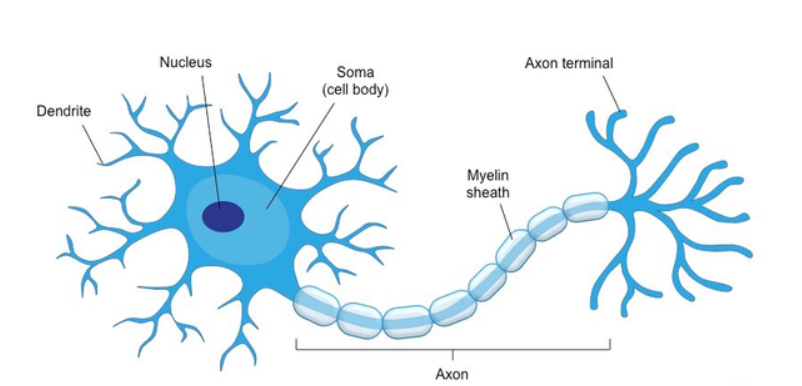 Nucleus
Soma
(cell body)
Axon terminal
Dendrite
Myelin
sheath
Axon